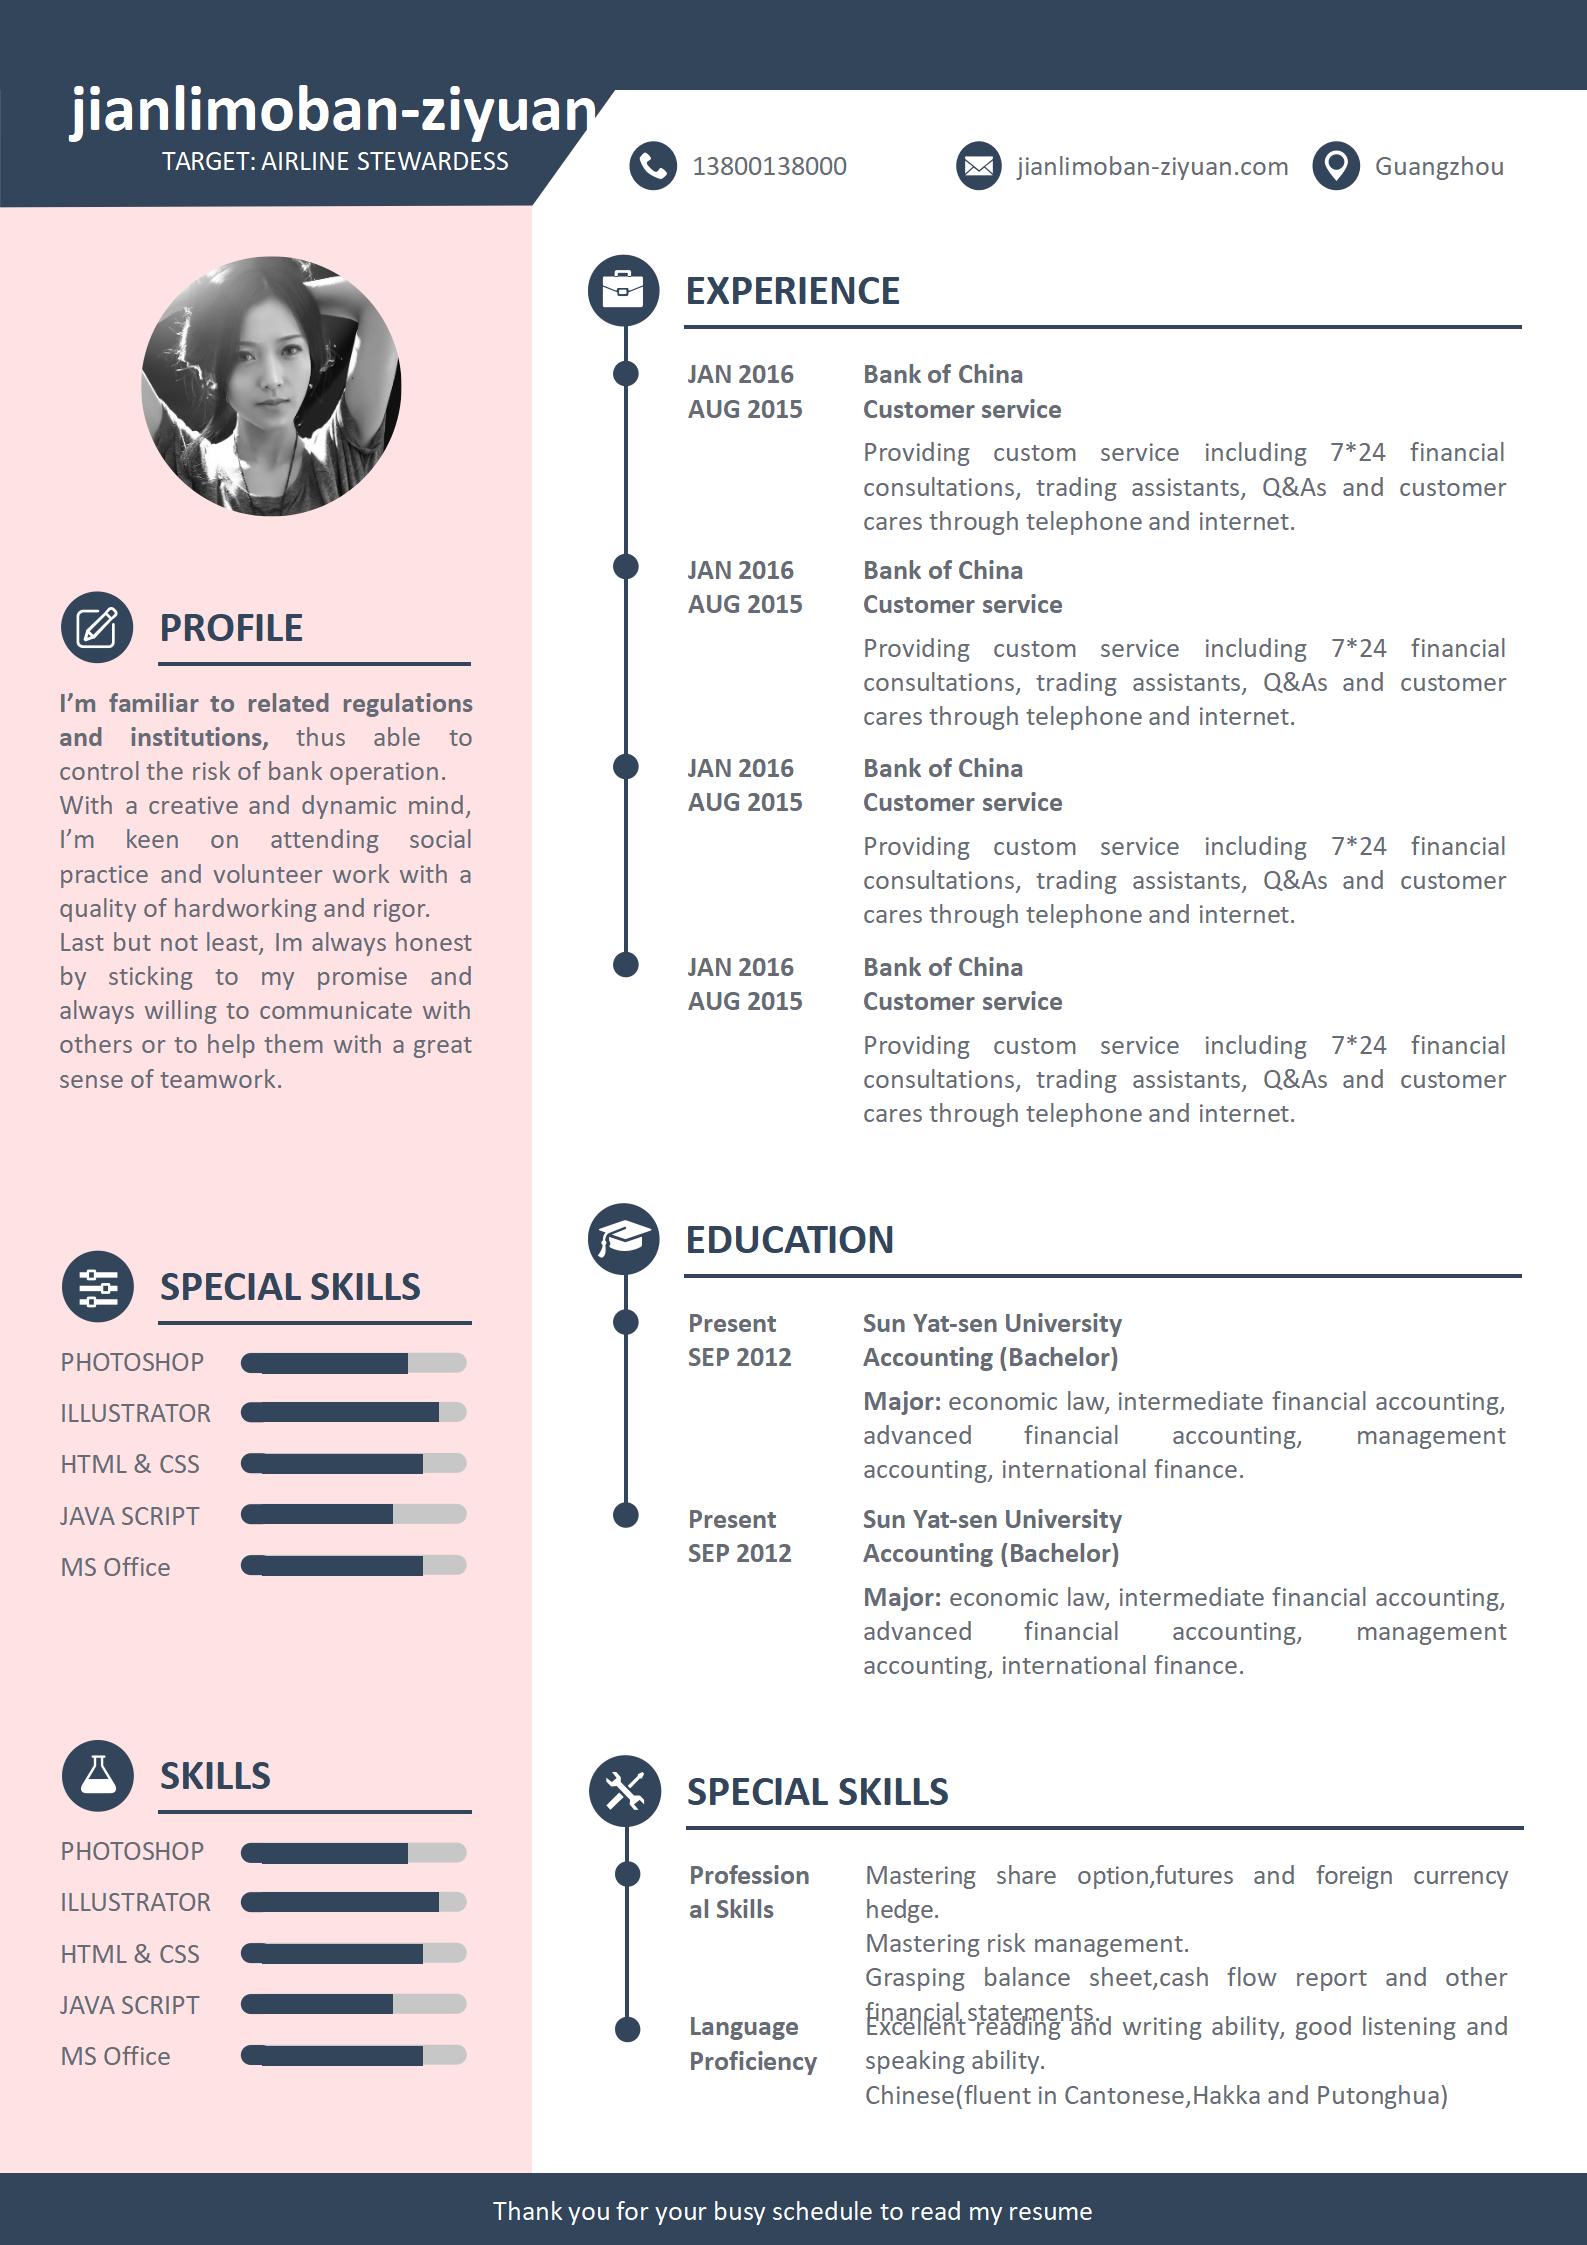 jianlimoban-ziyuan
TARGET: AIRLINE STEWARDESS
13800138000
jianlimoban-ziyuan.com
Guangzhou
PROFILE
I’m familiar to related regulations
and institutions, thus able to
control the risk of bank operation.
With a creative and dynamic mind,
I’m keen on attending social
practice and volunteer work with a
quality of hardworking and rigor.
Last but not least, Im always honest
by sticking to my promise and
always willing to communicate with
others or to help them with a great
sense of teamwork.
SPECIAL SKILLS
PHOTOSHOP
ILLUSTRATOR
HTML & CSS
JAVA SCRIPT
MS Office
SKILLS
PHOTOSHOP
ILLUSTRATOR
HTML & CSS
JAVA SCRIPT
MS Office
EXPERIENCE
JAN 2016 Bank of China
AUG 2015 Customer service
Providing custom service including 7*24 financial
consultations, trading assistants, Q&As and customer
cares through telephone and internet.
JAN 2016 Bank of China
AUG 2015 Customer service
Providing custom service including 7*24 financial
consultations, trading assistants, Q&As and customer
cares through telephone and internet.
JAN 2016 Bank of China
AUG 2015 Customer service
Providing custom service including 7*24 financial
consultations, trading assistants, Q&As and customer
cares through telephone and internet.
JAN 2016 Bank of China
AUG 2015 Customer service
Providing custom service including 7*24 financial
consultations, trading assistants, Q&As and customer
cares through telephone and internet.
EDUCATION
Present Sun Yat-sen University
SEP 2012 Accounting (Bachelor)
Major: economic law, intermediate financial accounting,
advanced financial accounting, management
accounting, international finance.
Present Sun Yat-sen University
SEP 2012 Accounting (Bachelor)
Major: economic law, intermediate financial accounting,
advanced financial accounting, management
accounting, international finance.
SPECIAL SKILLS
Profession
al Skills
Mastering share option,futures and foreign currency
hedge.
Mastering risk management.
Grasping balance sheet,cash flow report and other
financial statements.
Language
Proficiency
Excellent reading and writing ability, good listening and
speaking ability.
Chinese(fluent in Cantonese,Hakka and Putonghua)
Thank you for your busy schedule to read my resume